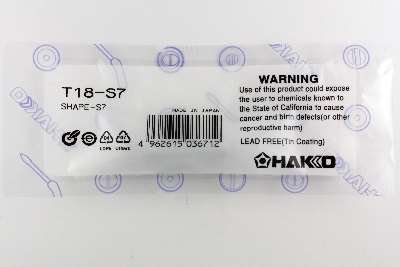 T18-S7
SHAPE-S7
MADE IN JAPAN
4 962615 036712
WARNING
Use of this product could expose
the user to chemicals known to
the State of California to cause
cancer and birth defects(or other
reproductive harm)
LEAD FREE(Tin Coating)
HAKKO